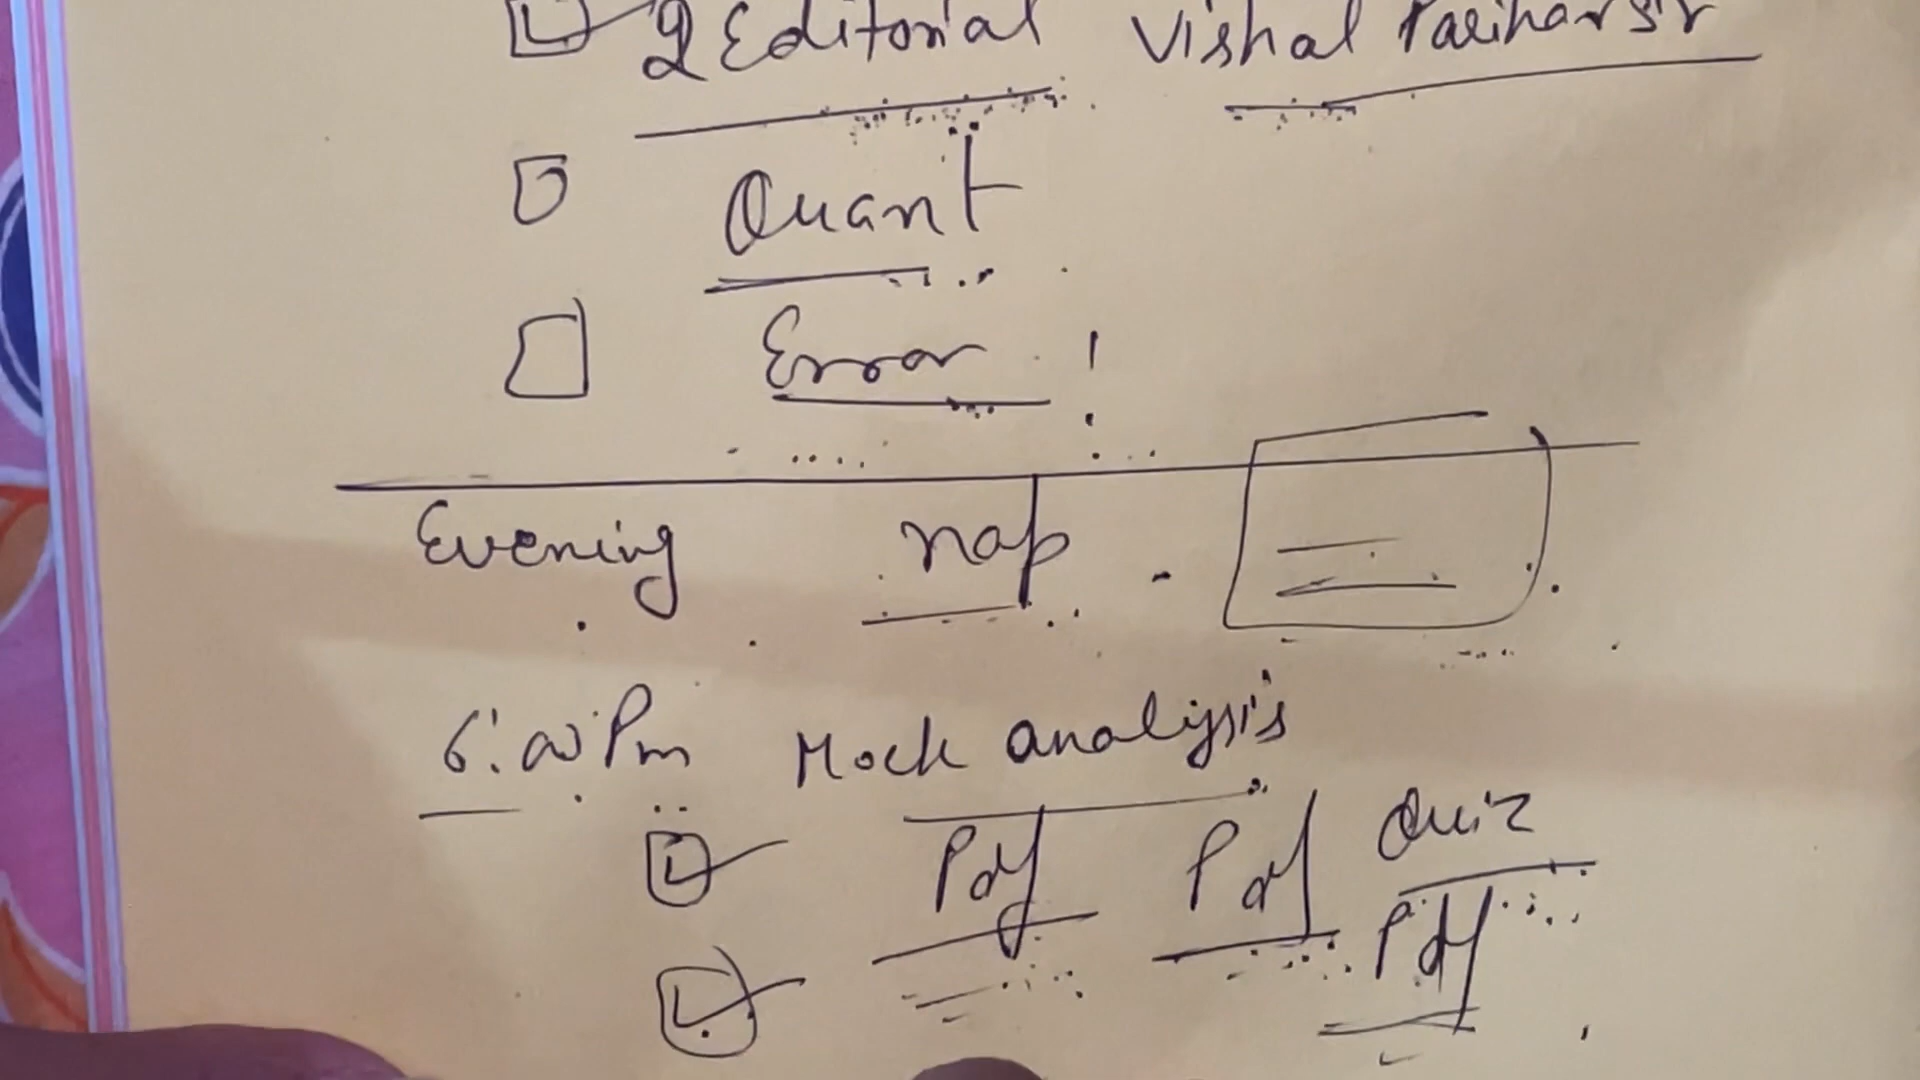 2 Editorial Vishal Parihar sir
Quant
Error !
Evening nap -
6:00 Pm Mock analysis
Pdf Pdf Quiz
Pdf